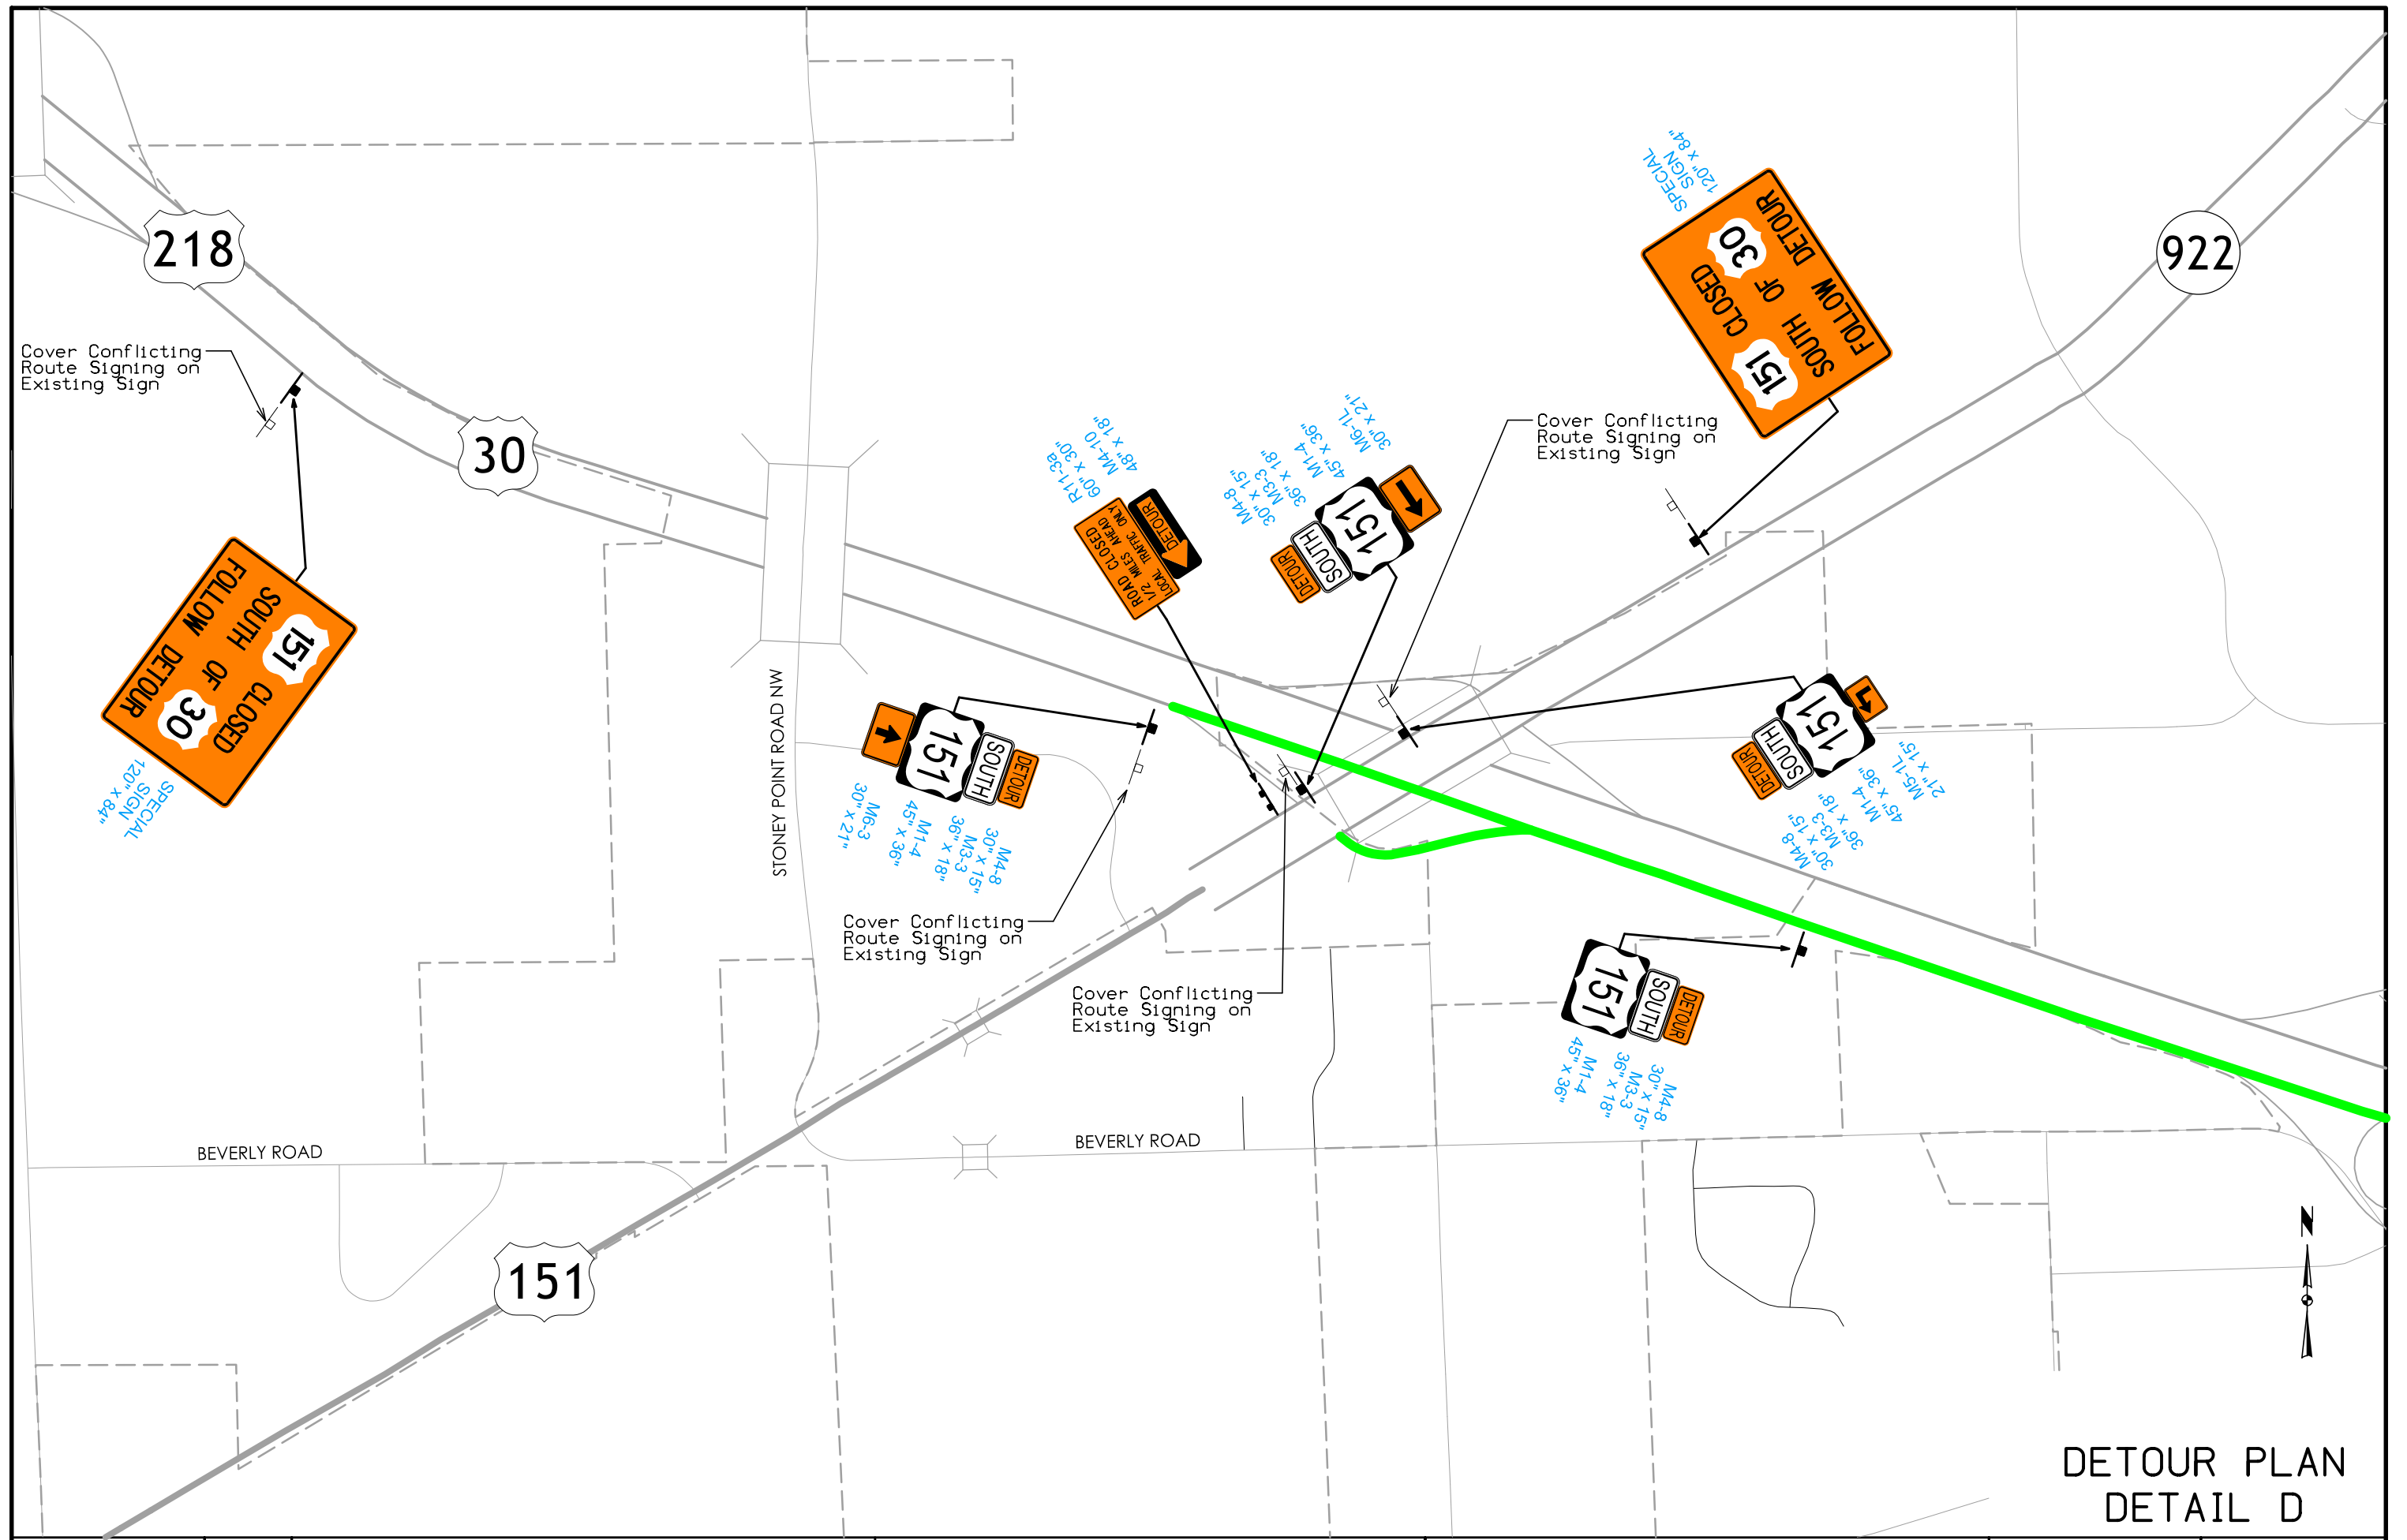 218
30
922
151
Cover Conflicting
Route Signing on
Existing Sign
151 CLOSED
SOUTH OF 30
FOLLOW DETOUR
SPECIAL
SIGN
120" x 84"
STONEY POINT ROAD NW
R11-3a
60" x 30"
M4-10
48" x 18"
ROAD CLOSED
1/2 MILES AHEAD
LOCAL TRAFFIC ONLY
DETOUR
M4-8
30" x 15"
M3-3
36" x 18"
M1-4
45" x 36"
M6-1L
30" x 21"
DETOUR
SOUTH
151
Cover Conflicting
Route Signing on
Existing Sign
SPECIAL
SIGN
120" x 84"
151 CLOSED
SOUTH OF 30
FOLLOW DETOUR
DETOUR
SOUTH
151
M4-8
30" x 15"
M3-3
36" x 18"
M1-4
45" x 36"
M6-3
30" x 21"
Cover Conflicting
Route Signing on
Existing Sign
Cover Conflicting
Route Signing on
Existing Sign
DETOUR
SOUTH
151
M4-8
30" x 15"
M3-3
36" x 18"
M1-4
45" x 36"
M5-1L
21" x 15"
DETOUR
SOUTH
151
M4-8
30" x 15"
M3-3
36" x 18"
M1-4
45" x 36"
BEVERLY ROAD
BEVERLY ROAD
N
DETOUR PLAN
DETAIL D